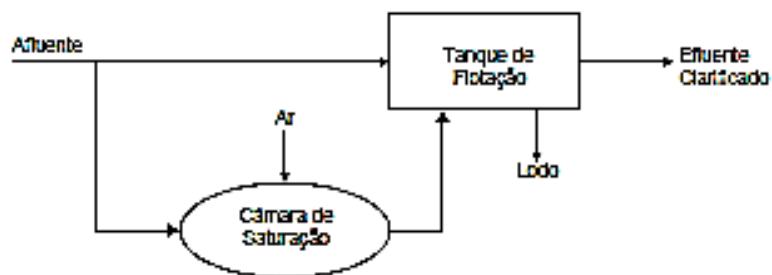 Afluente
Tanque de
Flotação
Efluente
Clarificado
Ar
Lodo
Câmara de
Saturação